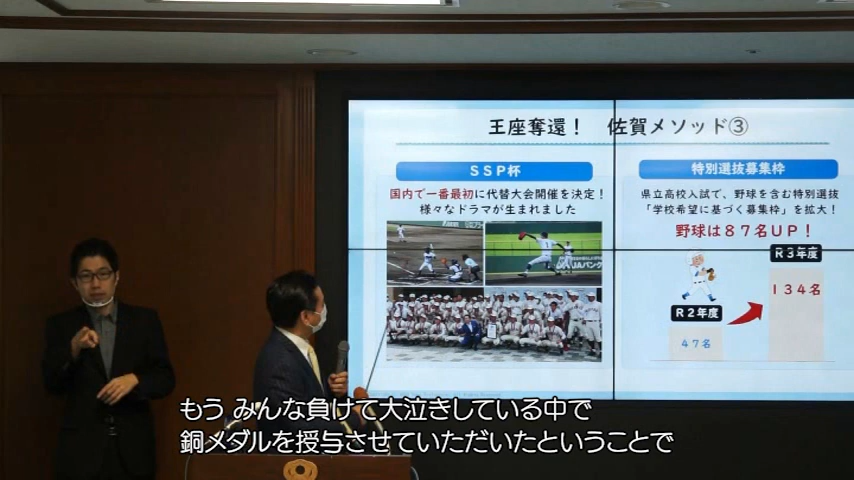 王座奪還！　佐賀メソッド③
ＳＳＰ杯
国内で一番最初に代替大会開催を決定！
様々なドラマが生まれました
JAバンク
特別選抜募集枠
県立高校入試で、野球を含む特別選抜
「学校希望に基づく募集枠」を拡大！
野球は８７名ＵＰ！
Ｒ３年度
１３４名
Ｒ２年度
４７名
もう みんな負けて大泣きしている中で
銅メダルを授与させていただいたということで